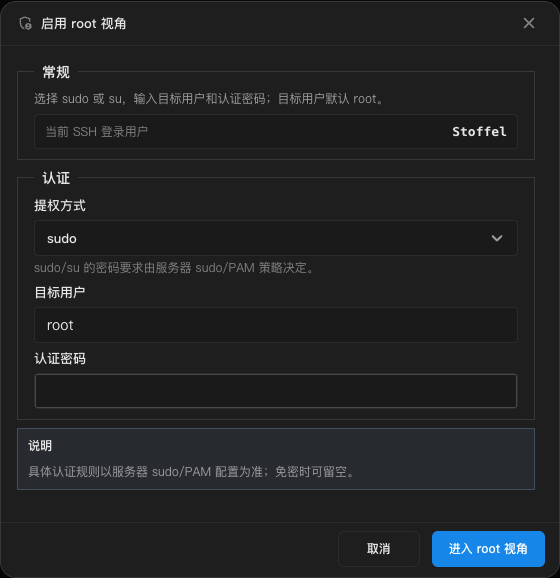 启用 root 视角
常规
选择 sudo 或 su，输入目标用户和认证密码；目标用户默认 root。
当前 SSH 登录用户 Stoffel
认证
提权方式
sudo
sudo/su 的密码要求由服务器 sudo/PAM 策略决定。
目标用户
root
认证密码
说明
具体认证规则以服务器 sudo/PAM 配置为准；免密时可留空。
取消 进入 root 视角